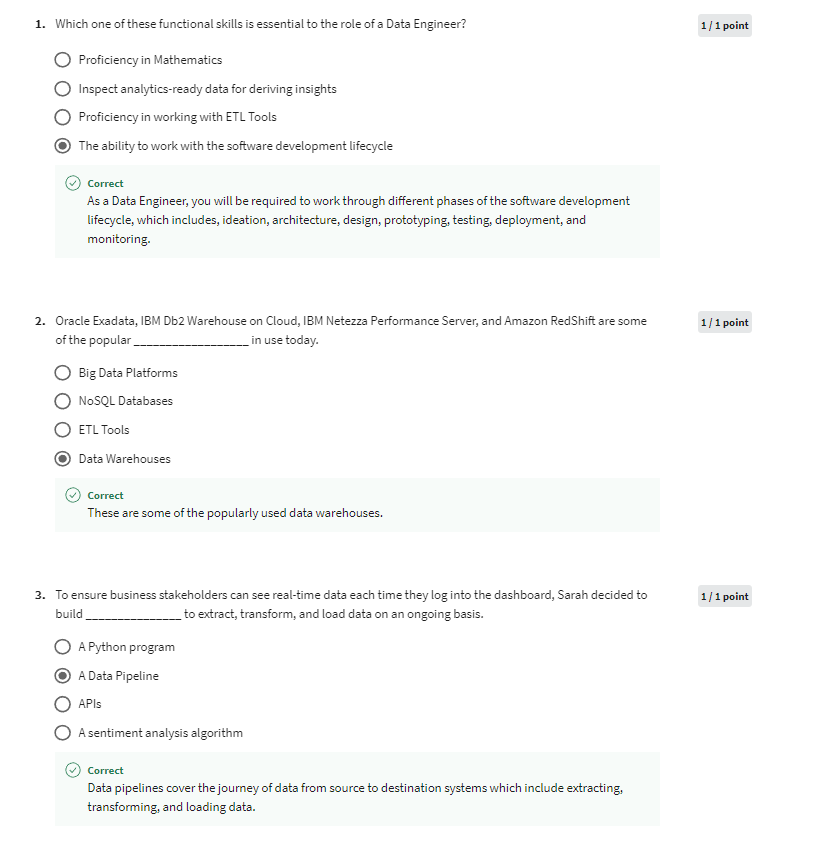 1. Which one of these functional skills is essential to the role of a Data Engineer?
1 / 1 point
Proficiency in Mathematics
Inspect analytics-ready data for deriving insights
Proficiency in working with ETL Tools
The ability to work with the software development lifecycle
Correct
As a Data Engineer, you will be required to work through different phases of the software development
lifecycle, which includes, ideation, architecture, design, prototyping, testing, deployment, and
monitoring.
2. Oracle Exadata, IBM Db2 Warehouse on Cloud, IBM Netezza Performance Server, and Amazon RedShift are some
1 / 1 point
of the popular __________________ in use today.
Big Data Platforms
NoSQL Databases
ETL Tools
Data Warehouses
Correct
These are some of the popularly used data warehouses.
3. To ensure business stakeholders can see real-time data each time they log into the dashboard, Sarah decided to
1 / 1 point
build _______________ to extract, transform, and load data on an ongoing basis.
A Python program
A Data Pipeline
APIs
A sentiment analysis algorithm
Correct
Data pipelines cover the journey of data from source to destination systems which include extracting,
transforming, and loading data.